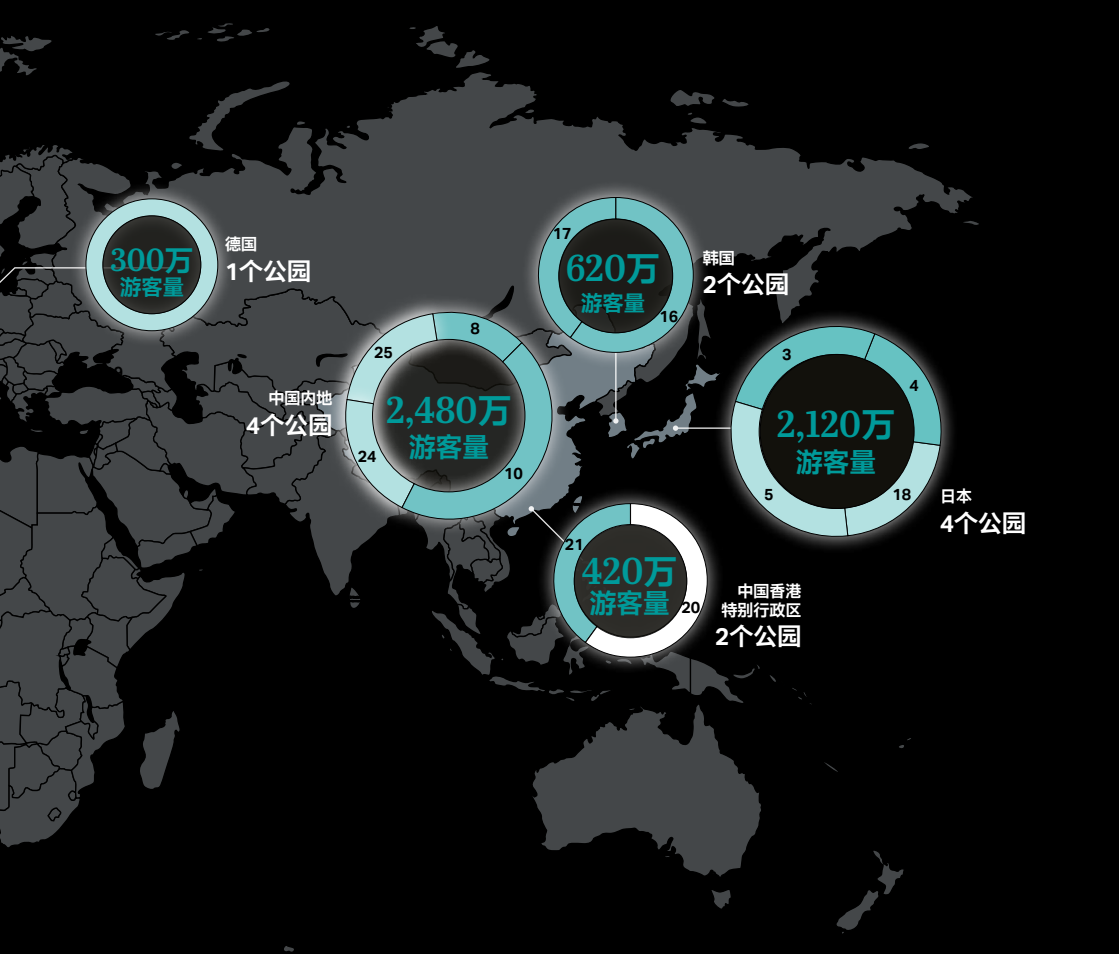 300万
游客量
德国
1个公园
17
620万
游客量
16
韩国
2个公园
8
25
2,480万
游客量
24
10
中国内地
4个公园
3
4
2,120万
游客量
5
18
日本
4个公园
21
420万
游客量
20
中国香港
特别行政区
2个公园